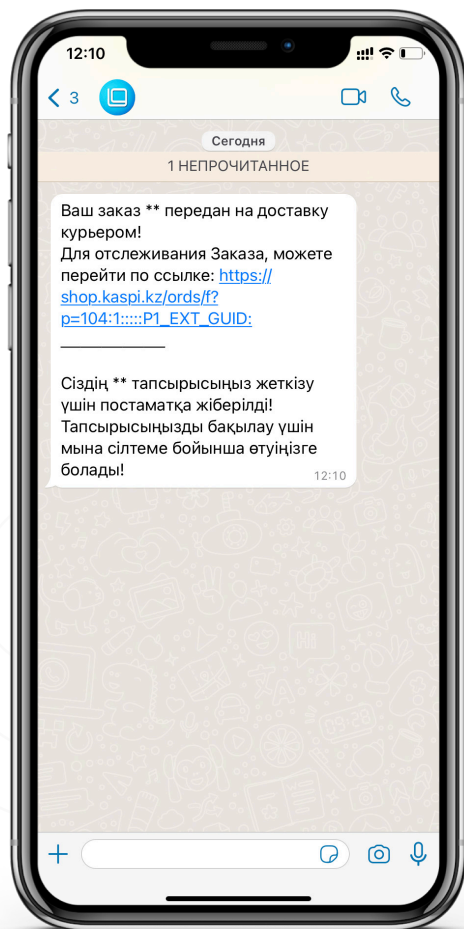 12:10
3
Сегодня
1 НЕПРОЧИТАННОЕ
Ваш заказ ** передан на доставку
курьером!
Для отслеживания Заказа, можете
перейти по ссылке: https://
shop.kaspi.kz/ords/f?
p=104:1:::::P1_EXT_GUID:
_____________
Сіздің ** тапсырысыңыз жеткізу
үшін постаматқа жіберілді!
Тапсырысыңызды бақылау үшін
мына сілтеме бойынша өтуіңізге
болады!
12:10